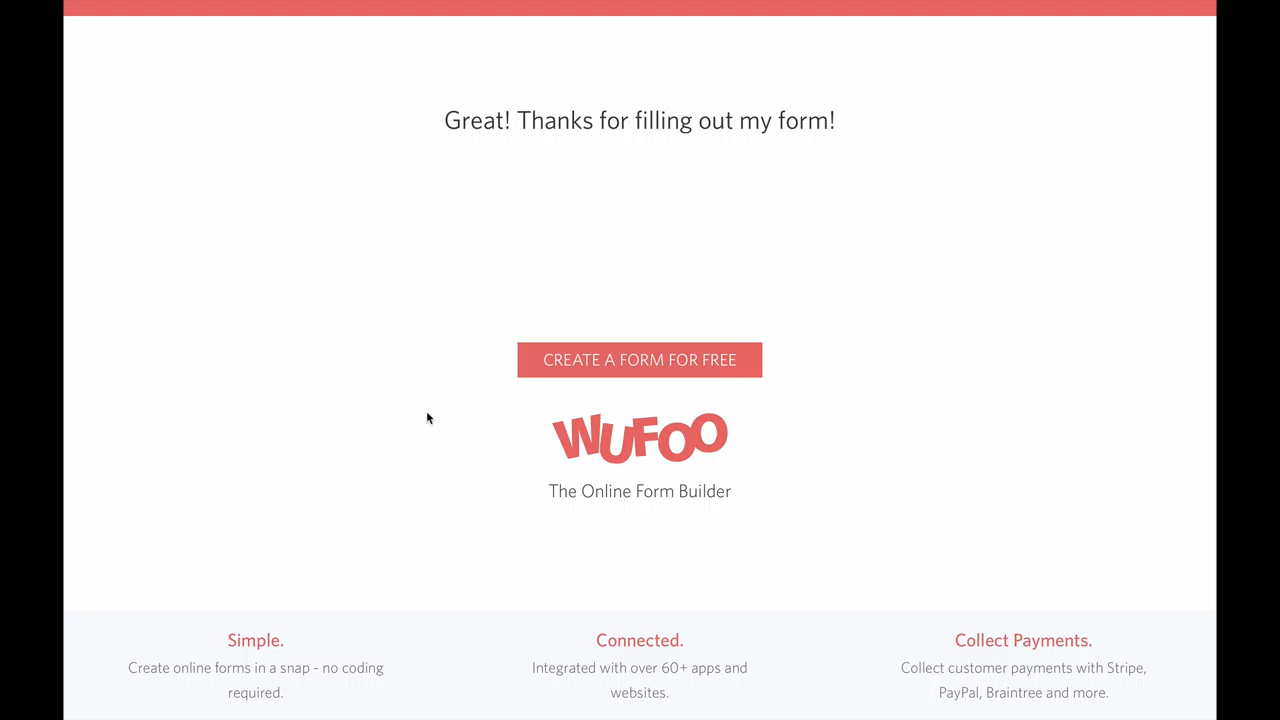 Great! Thanks for filling out my form!
CREATE A FORM FOR FREE
WUFOO
The Online Form Builder
Simple.
Create online forms in a snap - no coding
required.
Connected.
Integrated with over 60+ apps and
websites.
Collect Payments.
Collect customer payments with Stripe,
PayPal, Braintree and more.